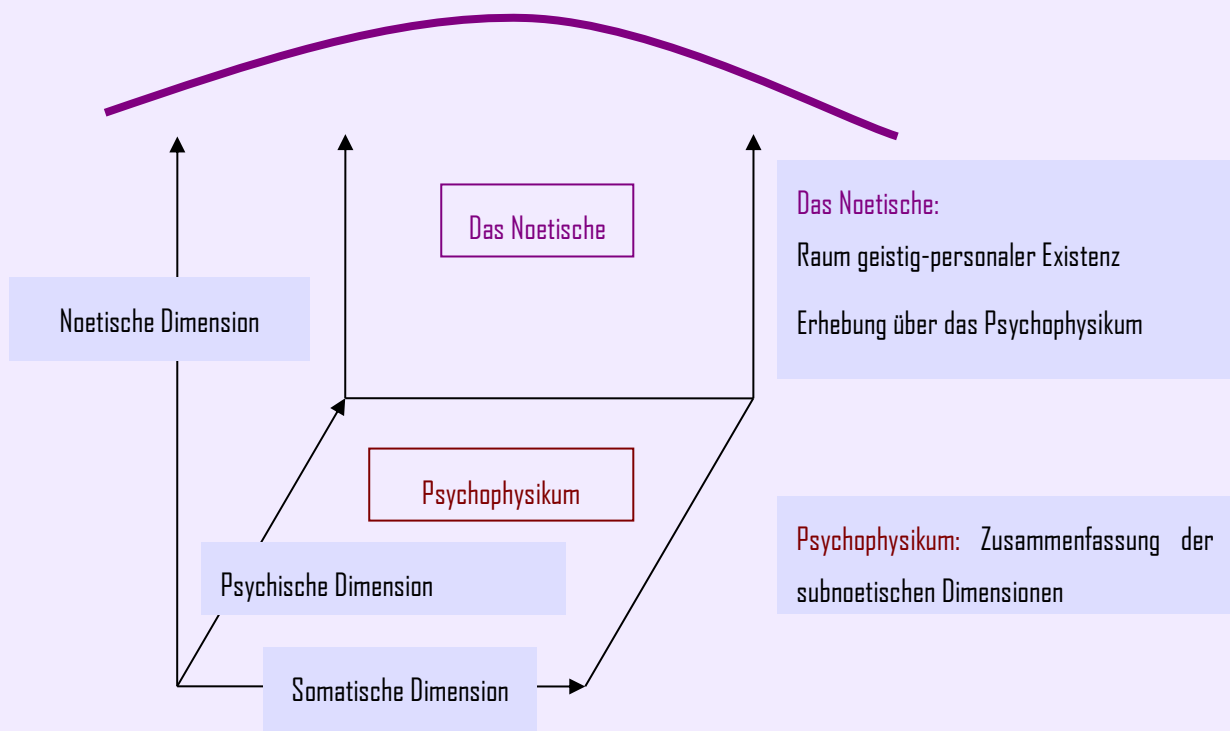 Das Noetische
Noetische Dimension
Das Noetische:
Raum geistig-personaler Existenz
Erhebung über das Psychophysikum
Psychophysikum
Psychische Dimension
Somatische Dimension
Psychophysikum: Zusammenfassung der
subnoetischen Dimensionen